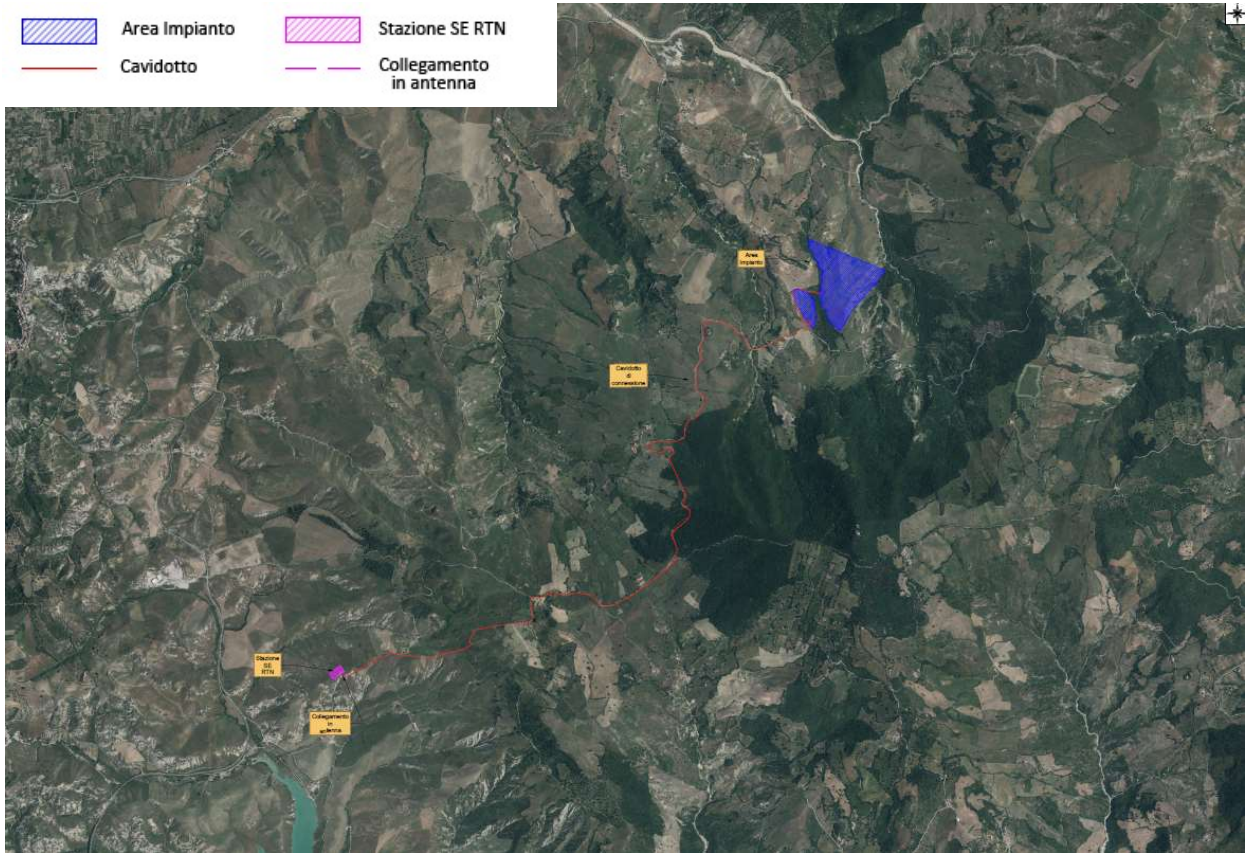 Area Impianto
Stazione SE RTN
Cavidotto
Collegamento
in antenna
Area
Impianto
Cavidotto
di
connessione
Stazione
SE
RTN
Collegamento
in
antenna